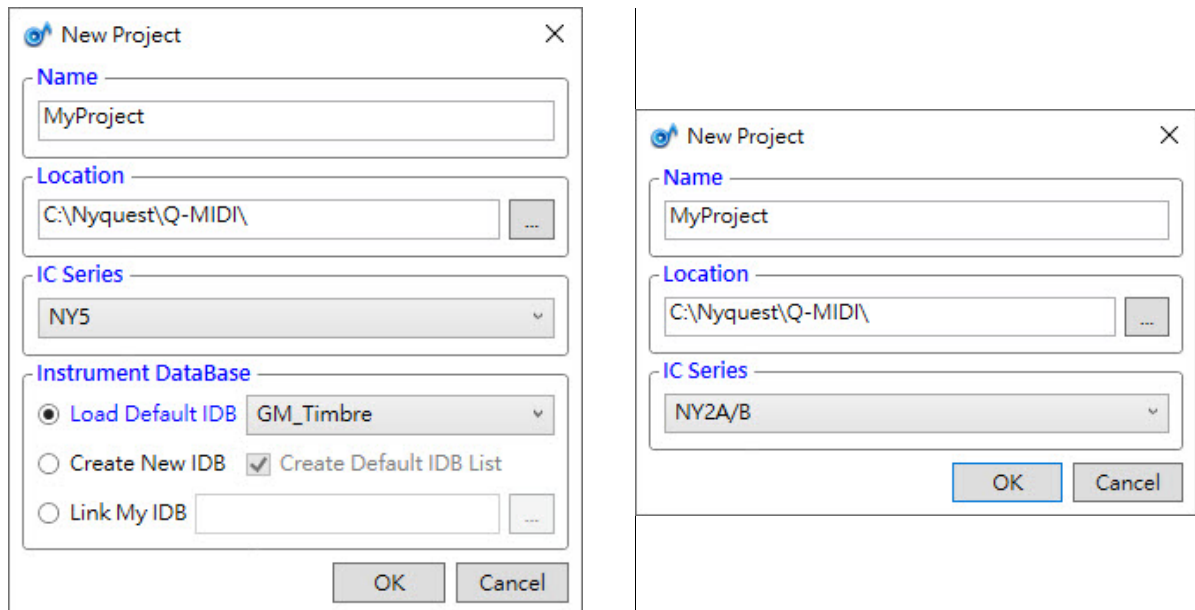 New Project
Name
MyProject
Location
C:\Nyquest\Q-MIDI\
...
IC Series
NY5
Instrument DataBase
Load Default IDB GM_Timbre
Create New IDB Create Default IDB List
Link My IDB ...
OK Cancel
New Project
Name
MyProject
Location
C:\Nyquest\Q-MIDI\
...
IC Series
NY2A/B
OK Cancel